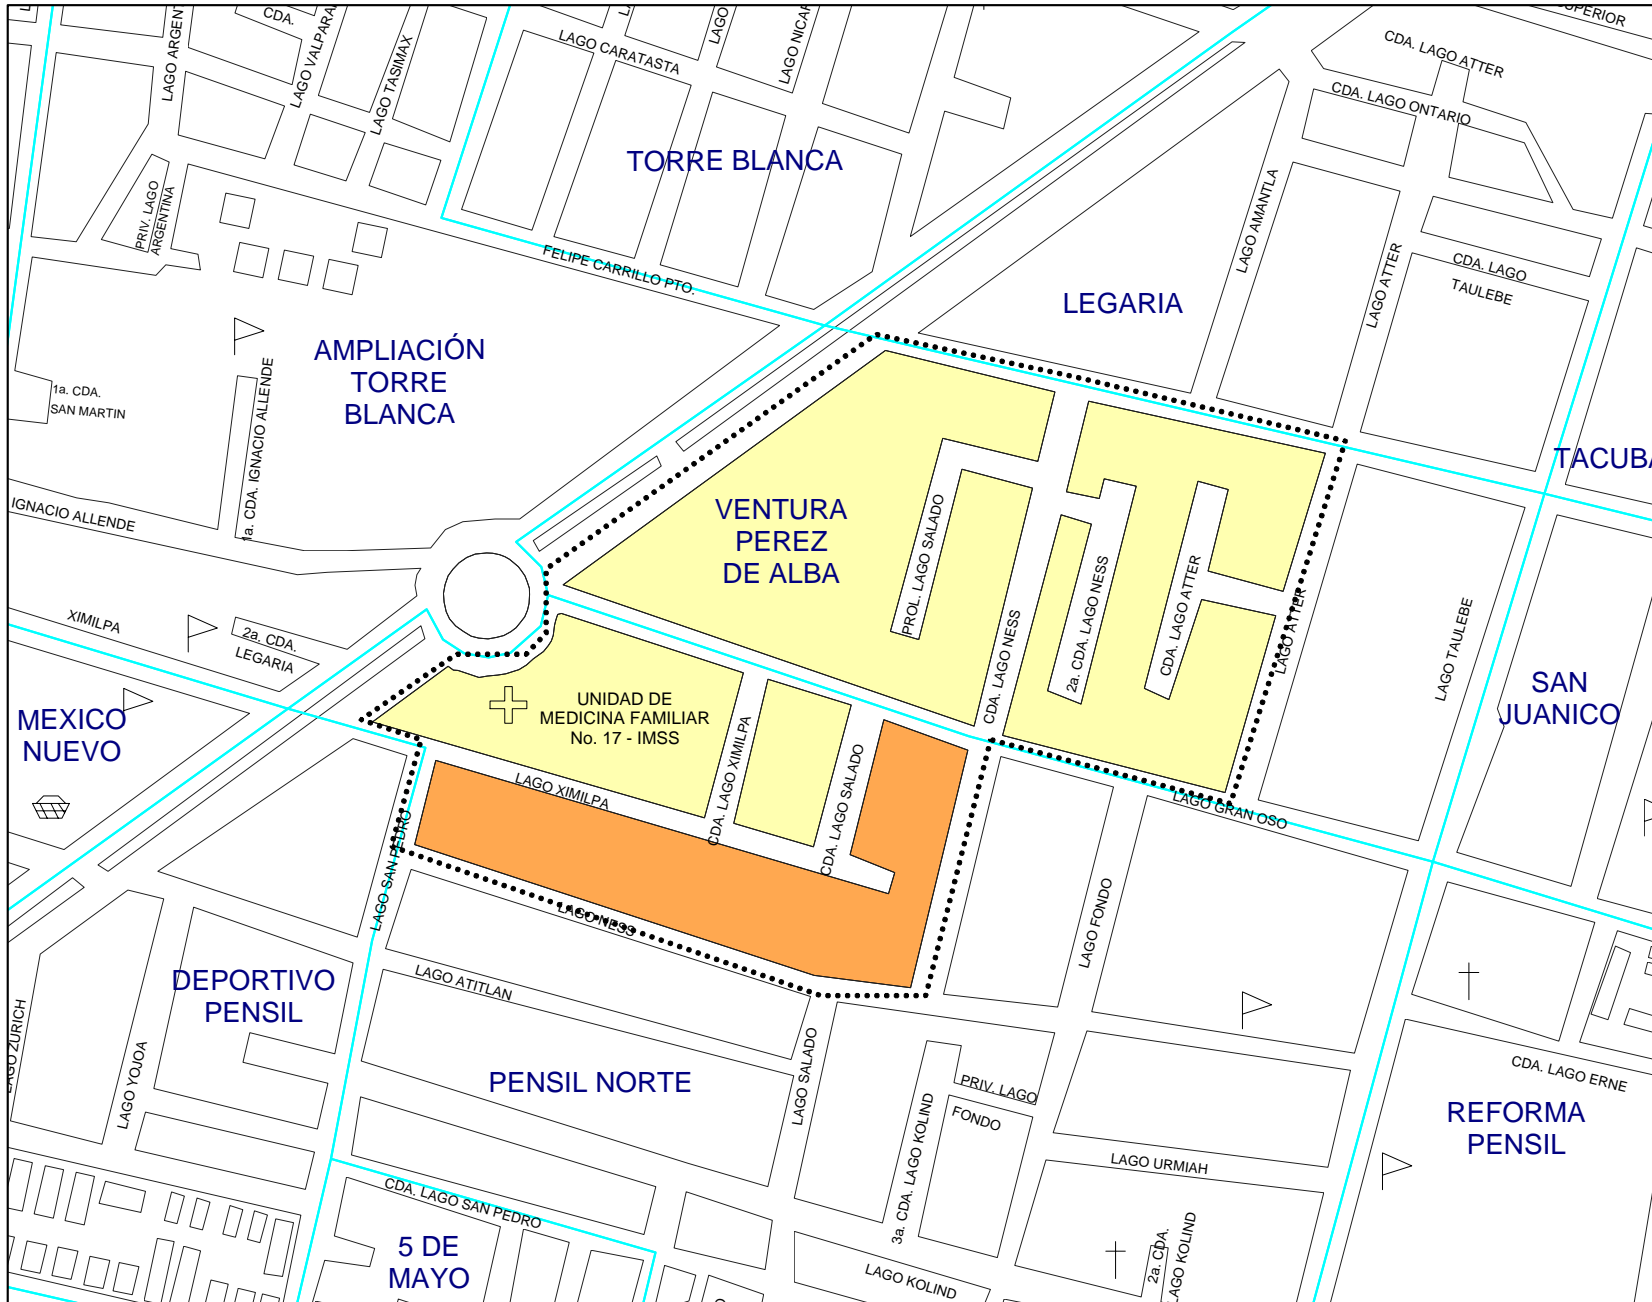 CDA.
LAGO VALPARA
LAGO TASIMAX
LAGO CARATASTA
CDA. LAGO ATTER
CDA. LAGO ONTARIO
TORRE BLANCA
PRIV. LAGO
ARGENTINA
LAGO AMANTLA
LAGO ATTER
CDA. LAGO
TAULEBE
FELIPE CARRILLO PTO.
LEGARIA
AMPLIACIÓN
TORRE
BLANCA
1a. CDA.
SAN MARTIN
1a. CDA. IGNACIO ALLENDE
IGNACIO ALLENDE
TACUBA
VENTURA
PEREZ
DE ALBA
PROL. LAGO SALADO
CDA. LAGO NESS
2a. CDA. LAGO NESS
CDA. LAGO ATTER
LAGO ATTER
LAGO TAULEBE
XIMILPA
2a. CDA.
LEGARIA
MEXICO
NUEVO
UNIDAD DE
MEDICINA FAMILIAR
No. 17 - IMSS
SAN
JUANICO
LAGO XIMILPA
CDA. LAGO XIMILPA
CDA. LAGO SALADO
LAGO GRAN OSO
LAGO SAN PEDRO
LAGO NESS
LAGO FONDO
DEPORTIVO
PENSIL
LAGO ATITLAN
LAGO ZURICH
LAGO YOJOA
PENSIL NORTE
LAGO SALADO
PRIV. LAGO
FONDO
3a. CDA. LAGO KOLIND
CDA. LAGO ERNE
REFORMA
PENSIL
LAGO URMIAH
CDA. LAGO SAN PEDRO
5 DE
MAYO
LAGO KOLIND
2a. CDA.
LAGO KOLIND